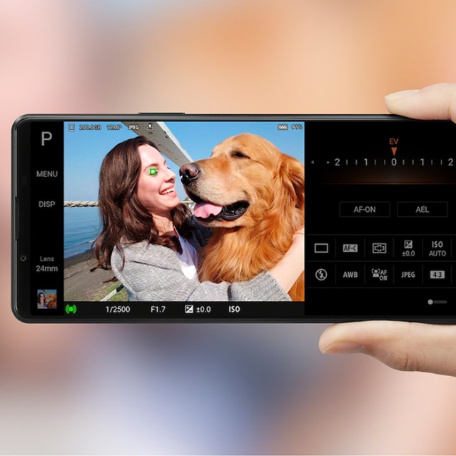 P
MENU
DISP
Lens
24mm
EV
2 1 0 1 2
AF-ON AEL
AF-C ±0.0 ISO
AUTO
AWB AF
ON JPEG 4:3
1/2500 F1.7 ±0.0 ISO